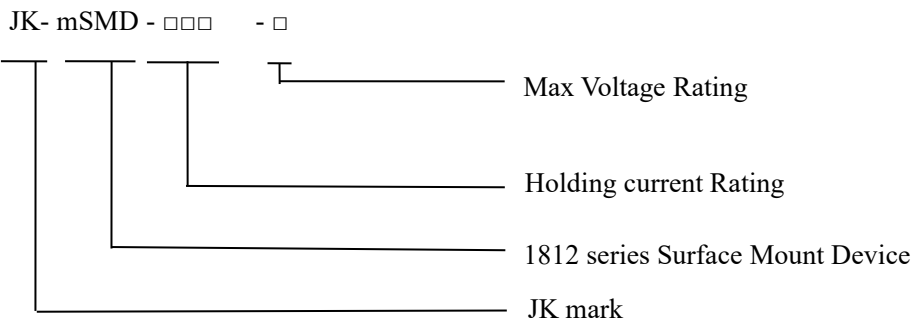 JK- mSMD - □□□ - □
Max Voltage Rating
Holding current Rating
1812 series Surface Mount Device
JK mark